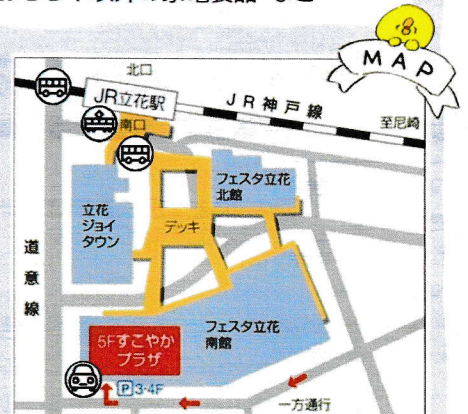 MAP
北口
JR立花駅
JR神戸線
至尼崎
南口
フェスタ立花
北館
立花
ジョイ
タウン
デッキ
道意線
フェスタ立花
南館
5Fすこやか
プラザ
P 3・4F
一方通行